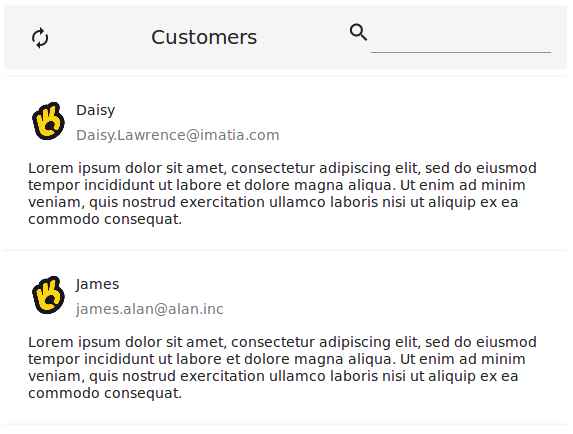 Customers
Daisy
Daisy.Lawrence@imatia.com
Lorem ipsum dolor sit amet, consectetur adipiscing elit, sed do eiusmod
tempor incididunt ut labore et dolore magna aliqua. Ut enim ad minim
veniam, quis nostrud exercitation ullamco laboris nisi ut aliquip ex ea
commodo consequat.
James
james.alan@alan.inc
Lorem ipsum dolor sit amet, consectetur adipiscing elit, sed do eiusmod
tempor incididunt ut labore et dolore magna aliqua. Ut enim ad minim
veniam, quis nostrud exercitation ullamco laboris nisi ut aliquip ex ea
commodo consequat.